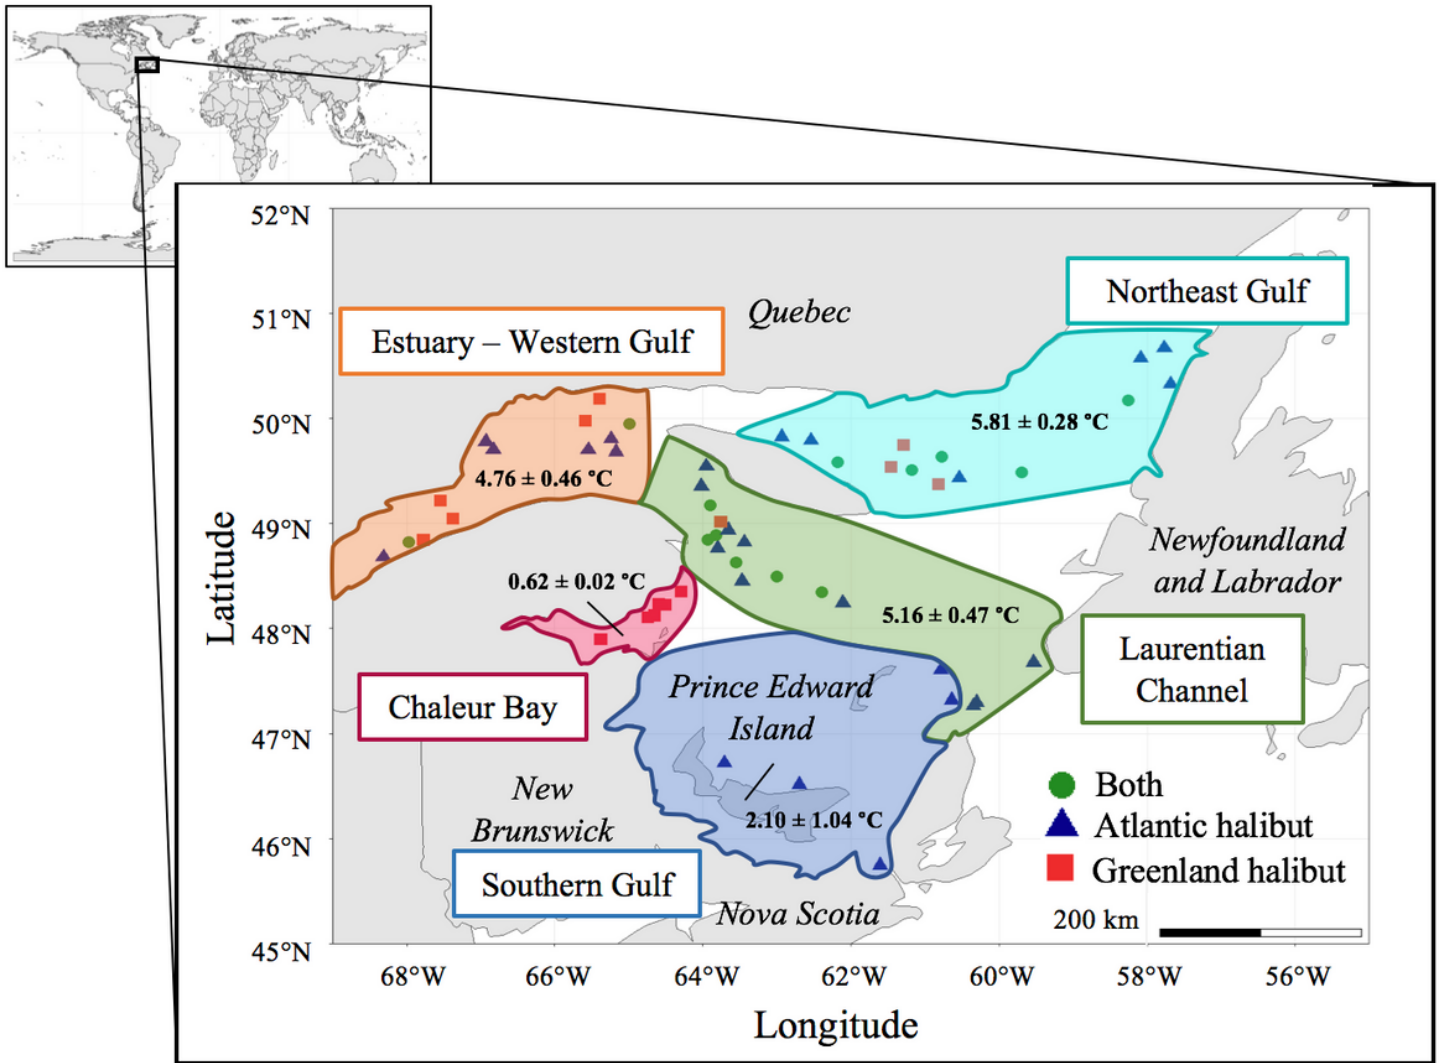 52°N
51°N
50°N
49°N
48°N
47°N
46°N
45°N
Latitude
Quebec
Northeast Gulf
Estuary – Western Gulf
5.81 ± 0.28 °C
4.76 ± 0.46 °C
Newfoundland
and Labrador
0.62 ± 0.02 °C
5.16 ± 0.47 °C
Laurentian
Channel
Chaleur Bay
Prince Edward
Island
New
Brunswick
2.10 ± 1.04 °C
Southern Gulf
Nova Scotia
Both
Atlantic halibut
Greenland halibut
200 km
68°W
66°W
64°W
62°W
60°W
58°W
56°W
Longitude